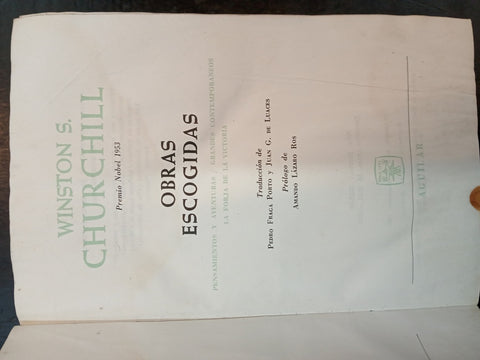 WINSTON S.
CHURCHILL
Premio Nobel 1953
OBRAS
ESCOGIDAS
PENSAMIENTOS Y AVENTURAS / GRANDES CONTEMPORANEOS
LA FORJA DE LA VICTORIA
Traducción de
PEDRO FRAGA PORTO Y JUAN G. DE LUACES
Prólogo de
AMANDO LÁZARO ROS
AGUILAR